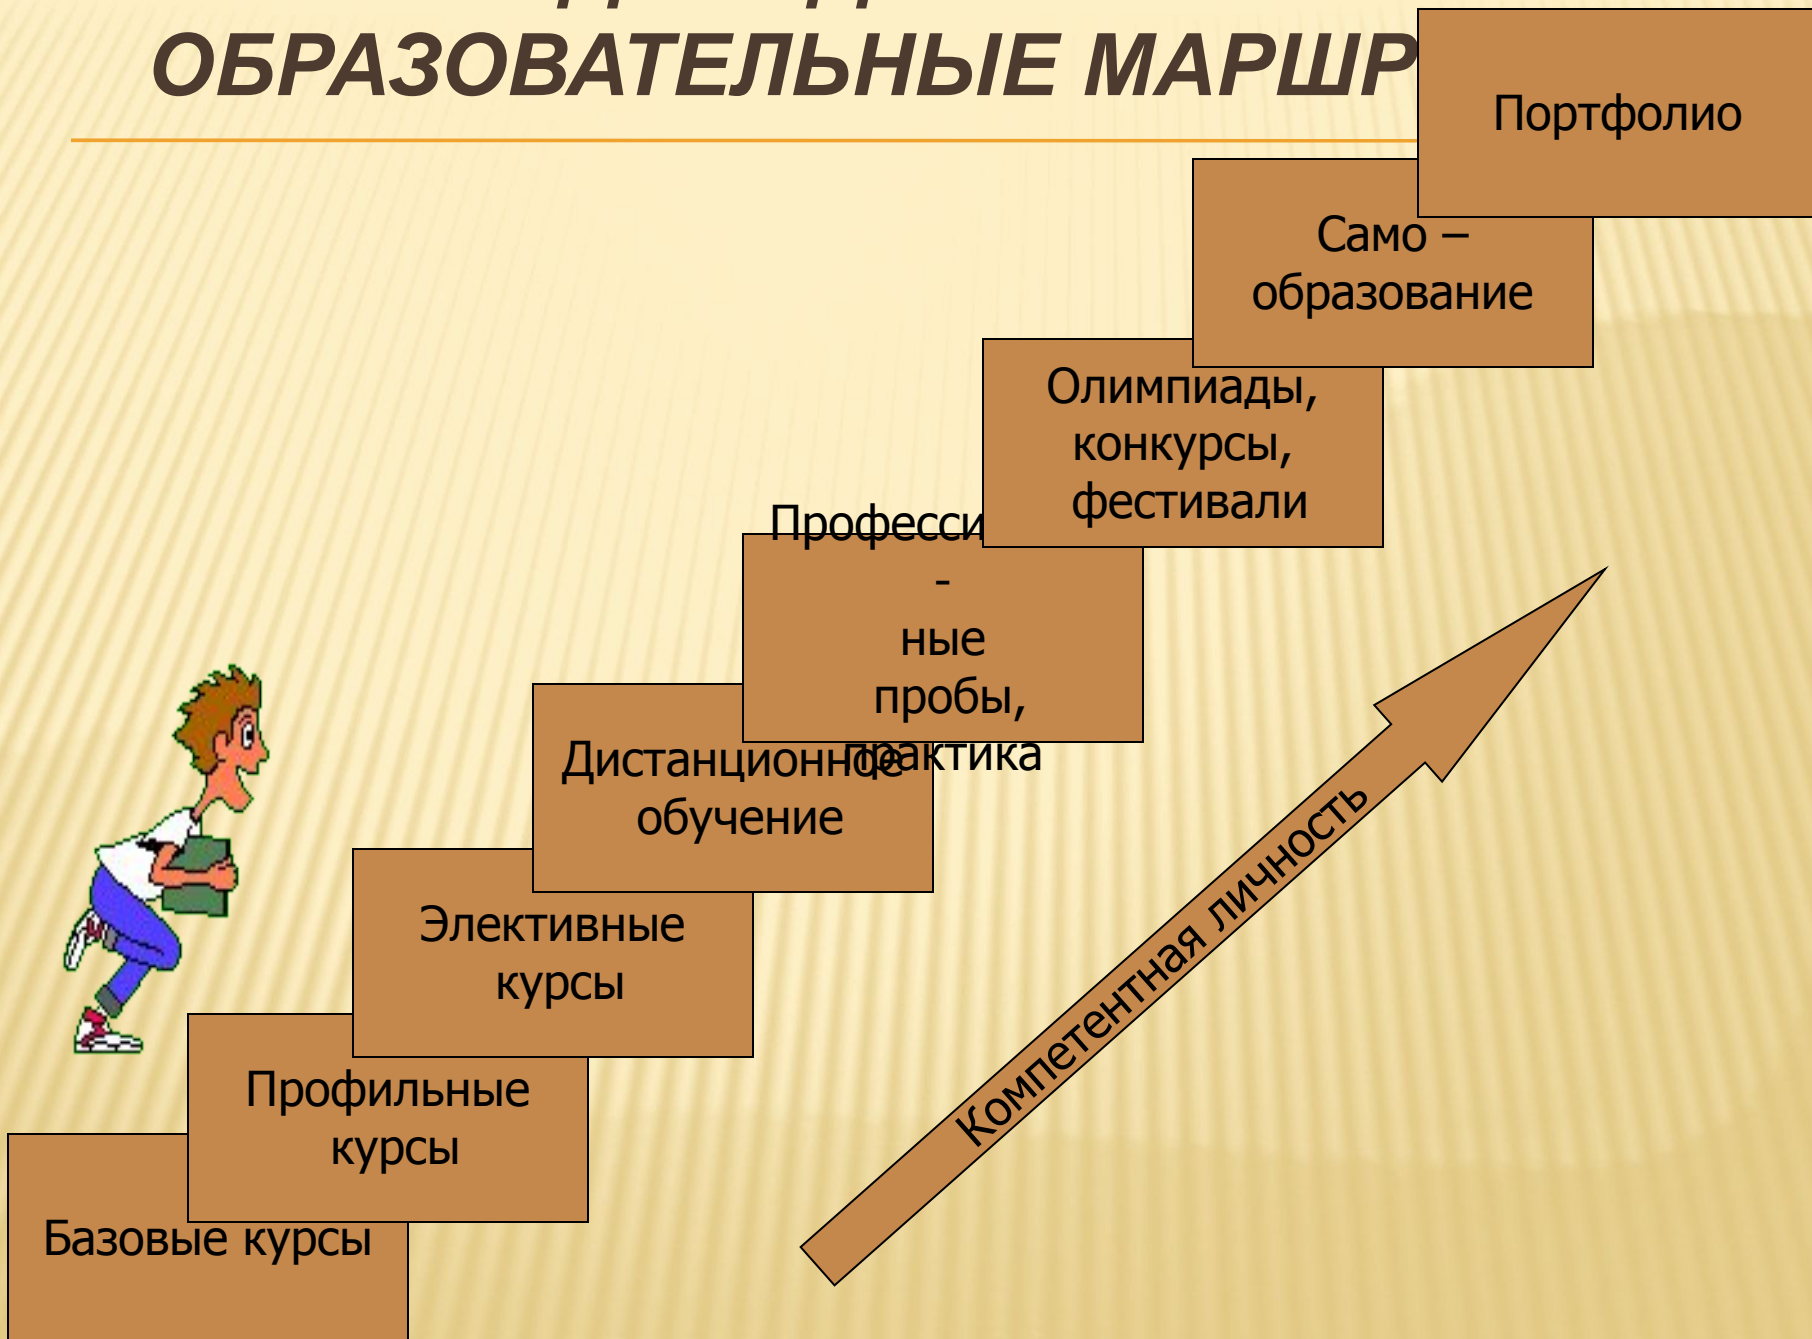 ОБРАЗОВАТЕЛЬНЫЕ МАРШР
Портфолио
Само –
образование
Олимпиады,
конкурсы,
фестивали
Професси
-
ные
пробы,
практика
Дистанционное
обучение
Элективные
курсы
Профильные
курсы
Базовые курсы
Компетентная личность